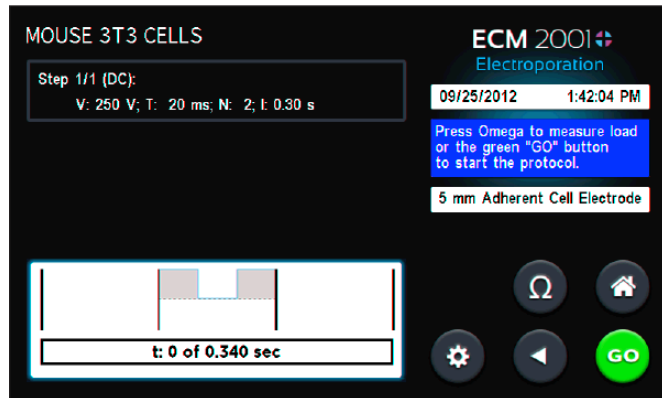 MOUSE 3T3 CELLS
Step 1/1 (DC):
V: 250 V; T: 20 ms; N: 2; I: 0.30 s
t: 0 of 0.340 sec
ECM 2001
Electroporation
09/25/2012 1:42:04 PM
Press Omega to measure load
or the green "GO" button
to start the protocol.
5 mm Adherent Cell Electrode
Ω
GO